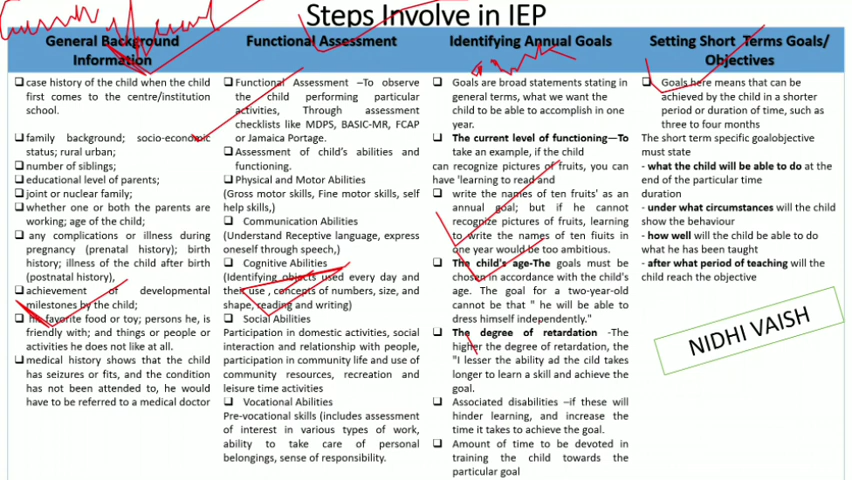 Steps Involve in IEP
General Background
Information
❑case history of the child when the child
first comes to the centre/institution
school.
❑family background; socio-economic
status; rural urban;
❑number of siblings;
❑educational level of parents;
❑joint or nuclear family;
❑whether one or both the parents are
working; age of the child;
❑any complications or illness during
pregnancy (prenatal history); birth
history; illness of the child after birth
(postnatal history),
❑achievement of developmental
milestones by the child;
❑his favorite food or toy; persons he, is
friendly with; and things or people or
activities he does not like at all.
❑medical history shows that the child
has seizures or fits, and the condition
has not been attended to, he would
have to be referred to a medical doctor
Functional Assessment
❑Functional Assessment –To observe
the child performing particular
activities, Through assessment
checklists like MDPS, BASIC-MR, FCAP
or Jamaica Portage.
❑Assessment of child's abilities and
functioning.
❑Physical and Motor Abilities
(Gross motor skills, Fine motor skills, self
help skills,)
❑ Communication Abilities
(Understand Receptive language, express
oneself through speech,)
❑ Cognitive Abilities
(Identifying objects used every day and
their use , concepts of numbers, size, and
shape, reading and writing)
❑ Social Abilities
Participation in domestic activities, social
interaction and relationship with people,
participation in community life and use of
community resources, recreation and
leisure time activities
❑ Vocational Abilities
Pre-vocational skills (includes assessment
of interest in various types of work,
ability to take care of personal
belongings, sense of responsibility.
Identifying Annual Goals
❑ Goals are broad statements stating in
general terms, what we want the
child to be able to accomplish in one
year.
❑ The current level of functioning—To
take an example, if the child
can recognize pictures of fruits, you can
have 'learning to read and
❑ write the names of ten fruits' as an
annual goal; but if he cannot
recognize pictures of fruits, learning
to write the names of ten fiuits in
one year would be too ambitious.
❑ The child's age-The goals must be
chosen in accordance with the child's
age. The goal for a two-year-old
cannot be that " he will be able to
dress himself independently."
❑ The degree of retardation -The
higher the degree of retardation, the
"I lesser the ability ad the cild takes
longer to learn a skill and achieve the
goal.
❑ Associated disabilities –if these will
hinder learning, and increase the
time it takes to achieve the goal.
❑ Amount of time to be devoted in
training the child towards the
particular goal
Setting Short Terms Goals/
Objectives
❑ Goals here means that can be
achieved by the child in a shorter
period or duration of time, such as
three to four months
The short term specific goalobjective
must state
- what the child will be able to do at the
end of the particular time
duration
- under what circumstances will the child
show the behaviour
- how well will the child be able to do
what he has been taught
- after what period of teaching will the
child reach the objective
NIDHI VAISH